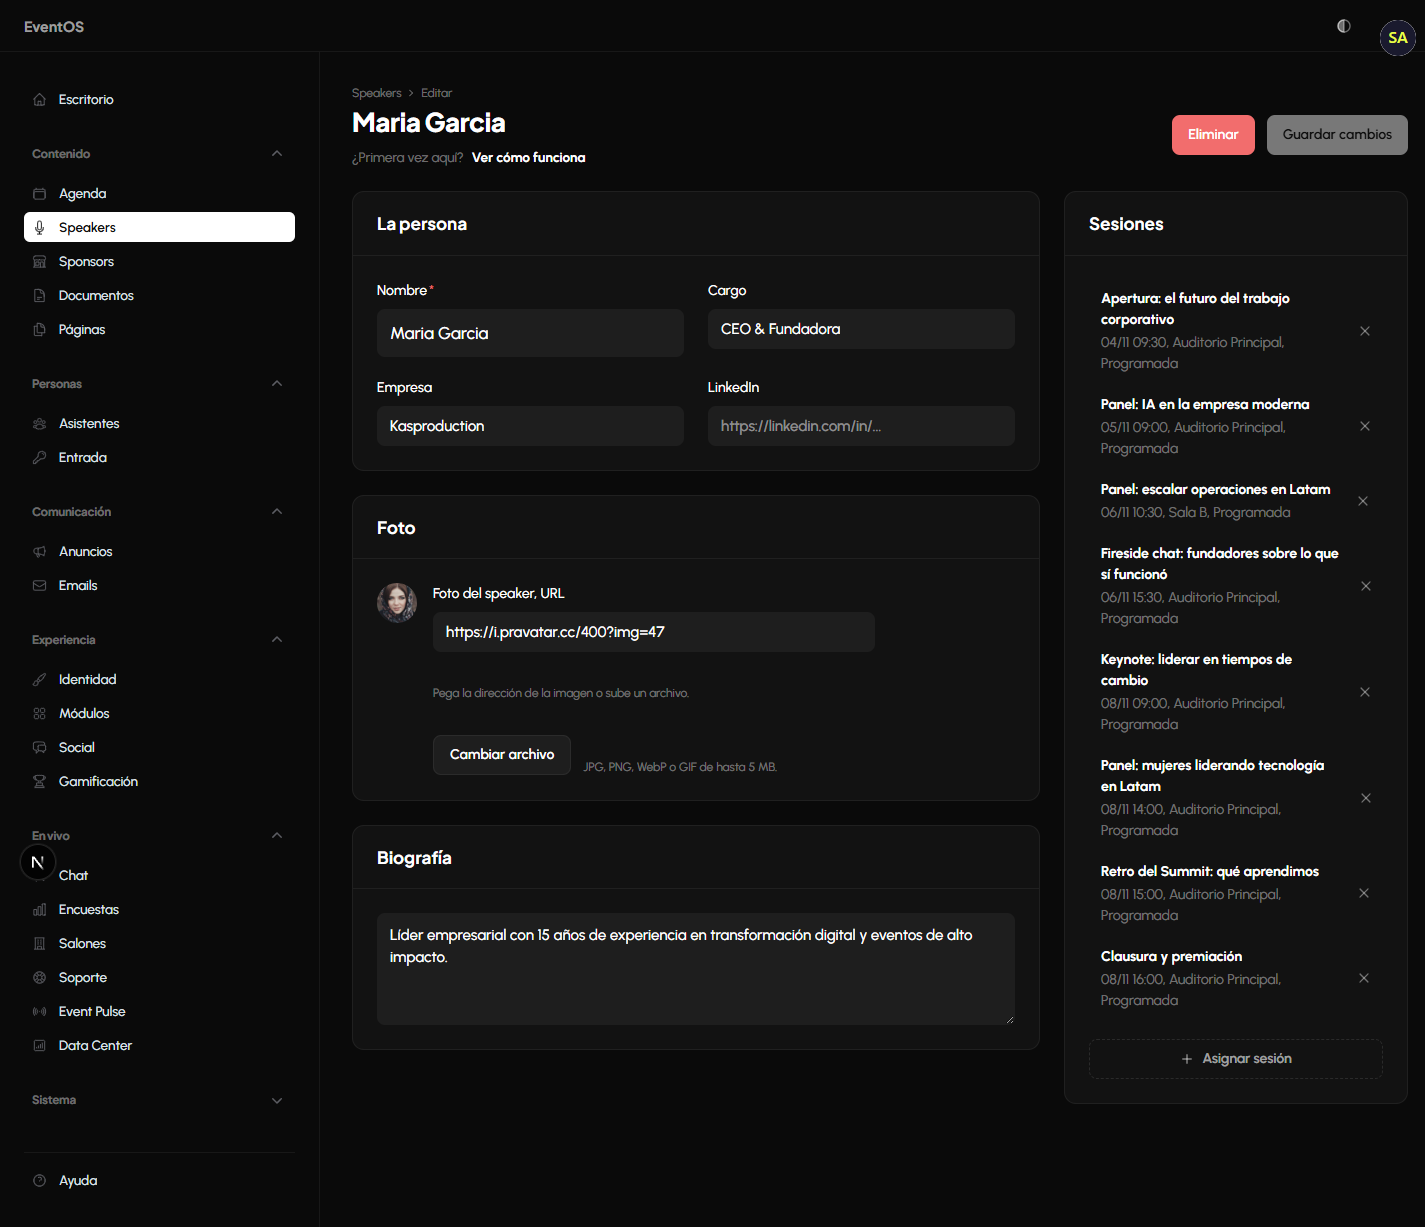 EventOS
SA
Escritorio
Contenido
Agenda
Speakers
Sponsors
Documentos
Páginas
Personas
Asistentes
Entrada
Comunicación
Anuncios
Emails
Experiencia
Identidad
Módulos
Social
Gamificación
En vivo
N
Chat
Encuestas
Salones
Soporte
Event Pulse
Data Center
Sistema
Ayuda
Speakers > Editar
Maria Garcia
¿Primera vez aquí? Ver cómo funciona
Eliminar
Guardar cambios
La persona
Nombre*
Maria Garcia
Cargo
CEO & Fundadora
Empresa
Kasproduction
LinkedIn
https://linkedin.com/in/...
Foto
Foto del speaker, URL
https://i.pravatar.cc/400?img=47
Pega la dirección de la imagen o sube un archivo.
Cambiar archivo
JPG, PNG, WebP o GIF de hasta 5 MB.
Biografía
Líder empresarial con 15 años de experiencia en transformación digital y eventos de alto
impacto.
Sesiones
Apertura: el futuro del trabajo
corporativo
04/11 09:30, Auditorio Principal,
Programada
Panel: IA en la empresa moderna
05/11 09:00, Auditorio Principal,
Programada
Panel: escalar operaciones en Latam
06/11 10:30, Sala B, Programada
Fireside chat: fundadores sobre lo que
sí funcionó
06/11 15:30, Auditorio Principal,
Programada
Keynote: liderar en tiempos de
cambio
08/11 09:00, Auditorio Principal,
Programada
Panel: mujeres liderando tecnología
en Latam
08/11 14:00, Auditorio Principal,
Programada
Retro del Summit: qué aprendimos
08/11 15:00, Auditorio Principal,
Programada
Clausura y premiación
08/11 16:00, Auditorio Principal,
Programada
+ Asignar sesión